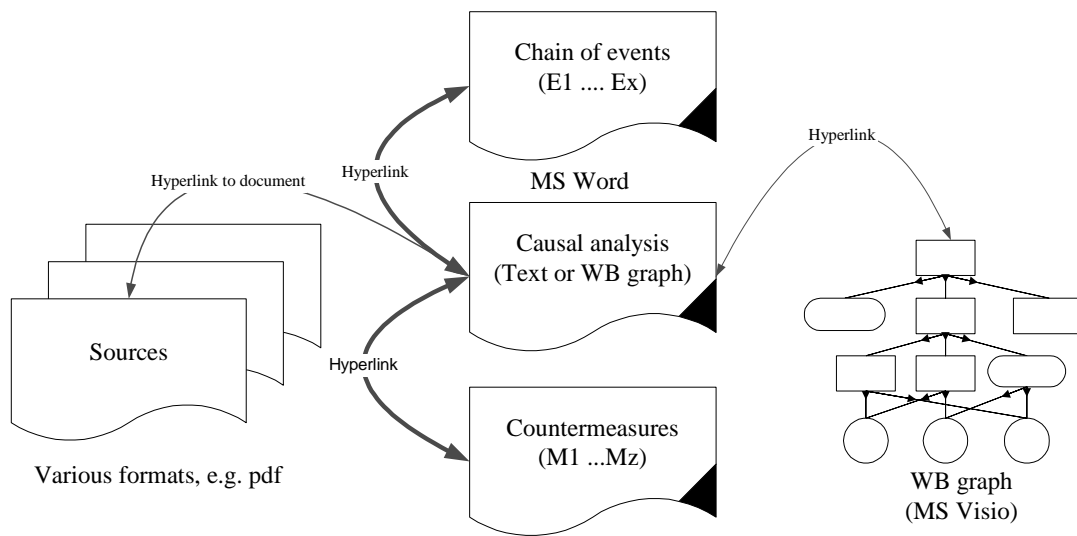 Chain of events
(E1 .... Ex)
Hyperlink
Hyperlink to document
Hyperlink
MS Word
Causal analysis
(Text or WB graph)
Sources
Hyperlink
Countermeasures
(M1 ...Mz)
Various formats, e.g. pdf
WB graph
(MS Visio)